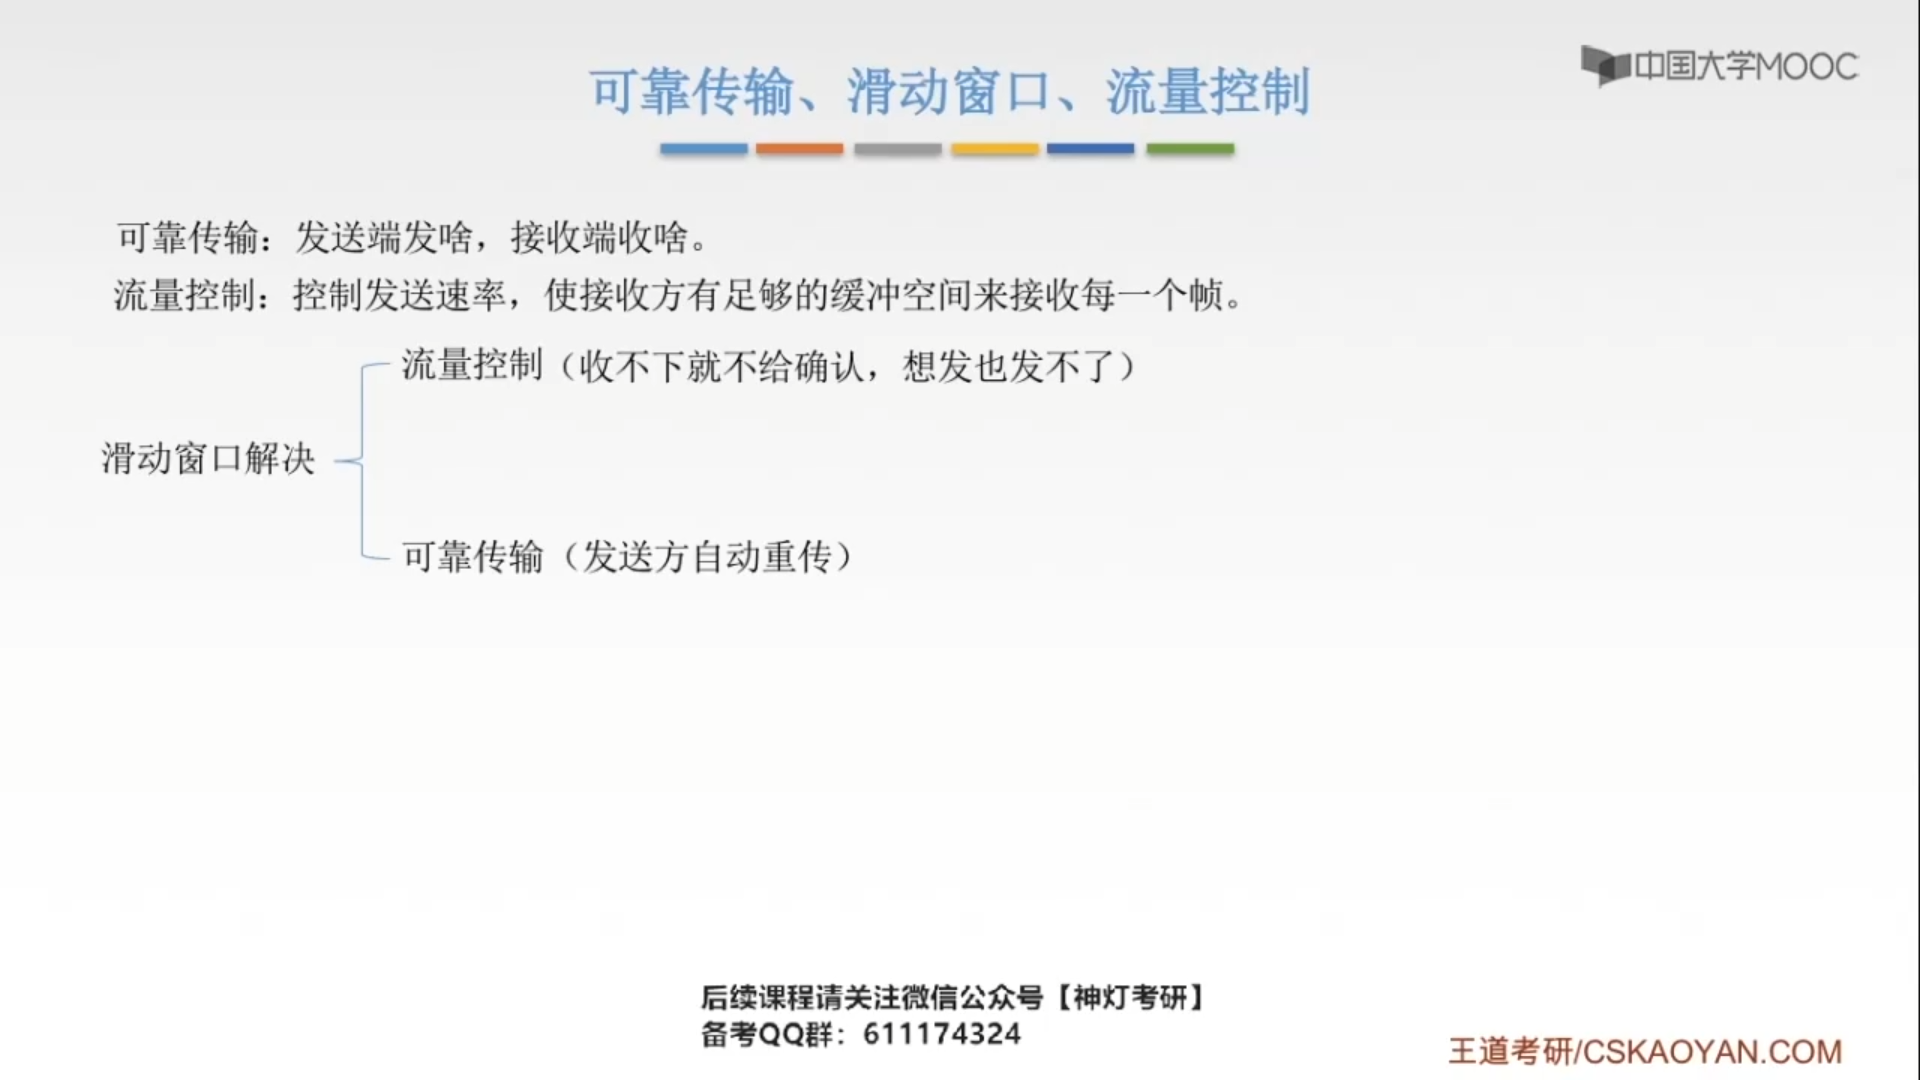 可靠传输、滑动窗口、流量控制
中国大学MOOC
可靠传输：发送端发啥，接收端收啥。
流量控制：控制发送速率，使接收方有足够的缓冲空间来接收每一个帧。
流量控制（收不下就不给确认，想发也发不了）
滑动窗口解决
可靠传输（发送方自动重传）
后续课程请关注微信公众号【神灯考研】
备考QQ群：611174324
王道考研/CSKAOYAN.COM